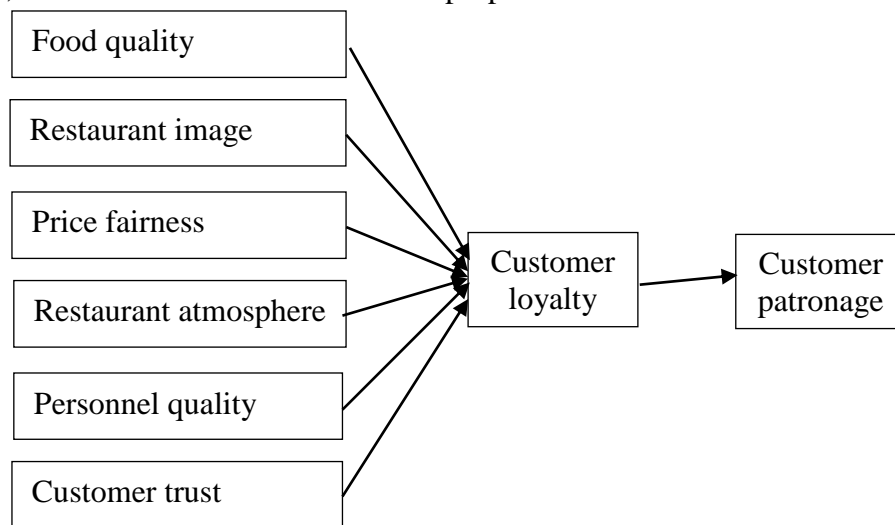 Food quality
Restaurant image
Price fairness
Restaurant atmosphere
Personnel quality
Customer trust
Customer
loyalty
Customer
patronage